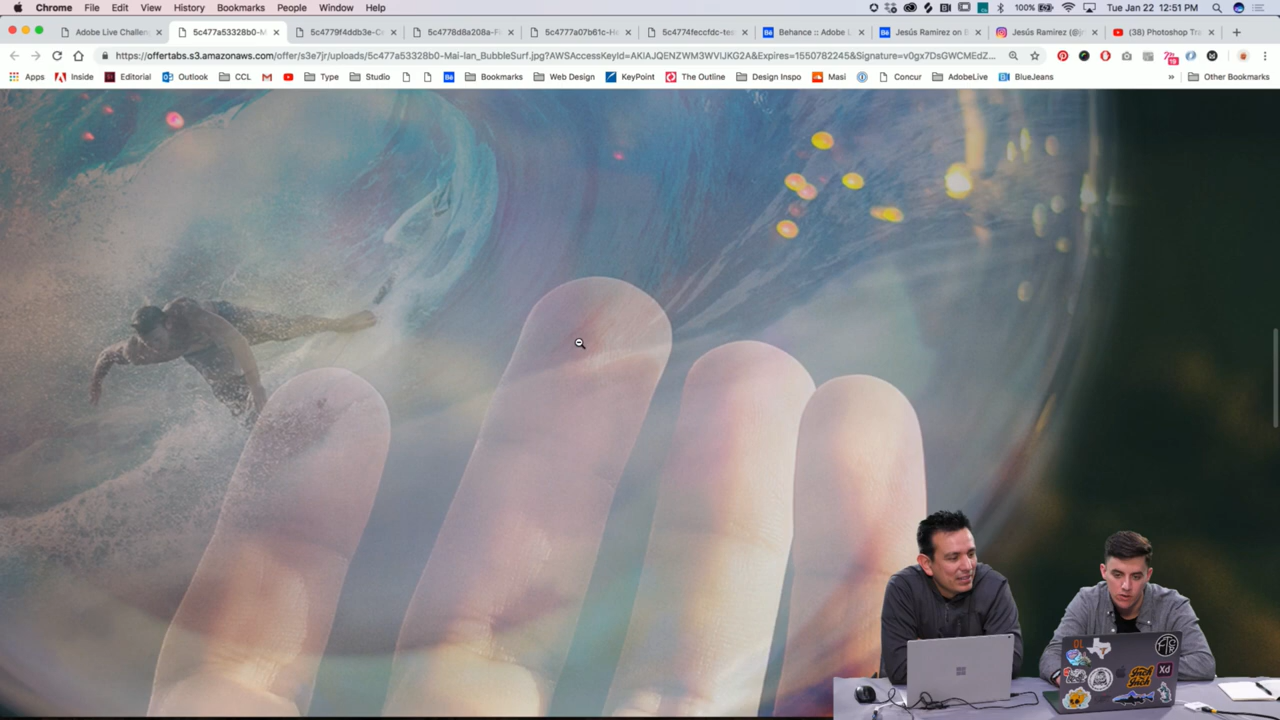 Chrome File Edit View History Bookmarks People Window Help 100% Tue Jan 22 12:51 PM
Adobe Live Challen 5c477a53328b0-M 5c4779f4ddb3e-C 5c4778d8a208a-F 5c4777a07b61c-H 5c4774feccfdc-tes Behance :: Adobe L Jesús Ramirez on B Jesús Ramirez (@je (38) Photoshop Tra
https://offertabs.s3.amazonaws.com/offer/s3e7jr/uploads/5c477a53328b0-Mai-lan_BubbleSurf.jpg?AWSAccessKeyId=AKIAJQENZWM3WVIJKG2A&Expires=1550782245&Signature=v0gx7DsGWCMEdZ...
Apps Inside Editorial Outlook CCL Type Studio Bookmarks Web Design KeyPoint The Outline Design Inspo Masi Concur AdobeLive BlueJeans » Other Bookmarks
Xd